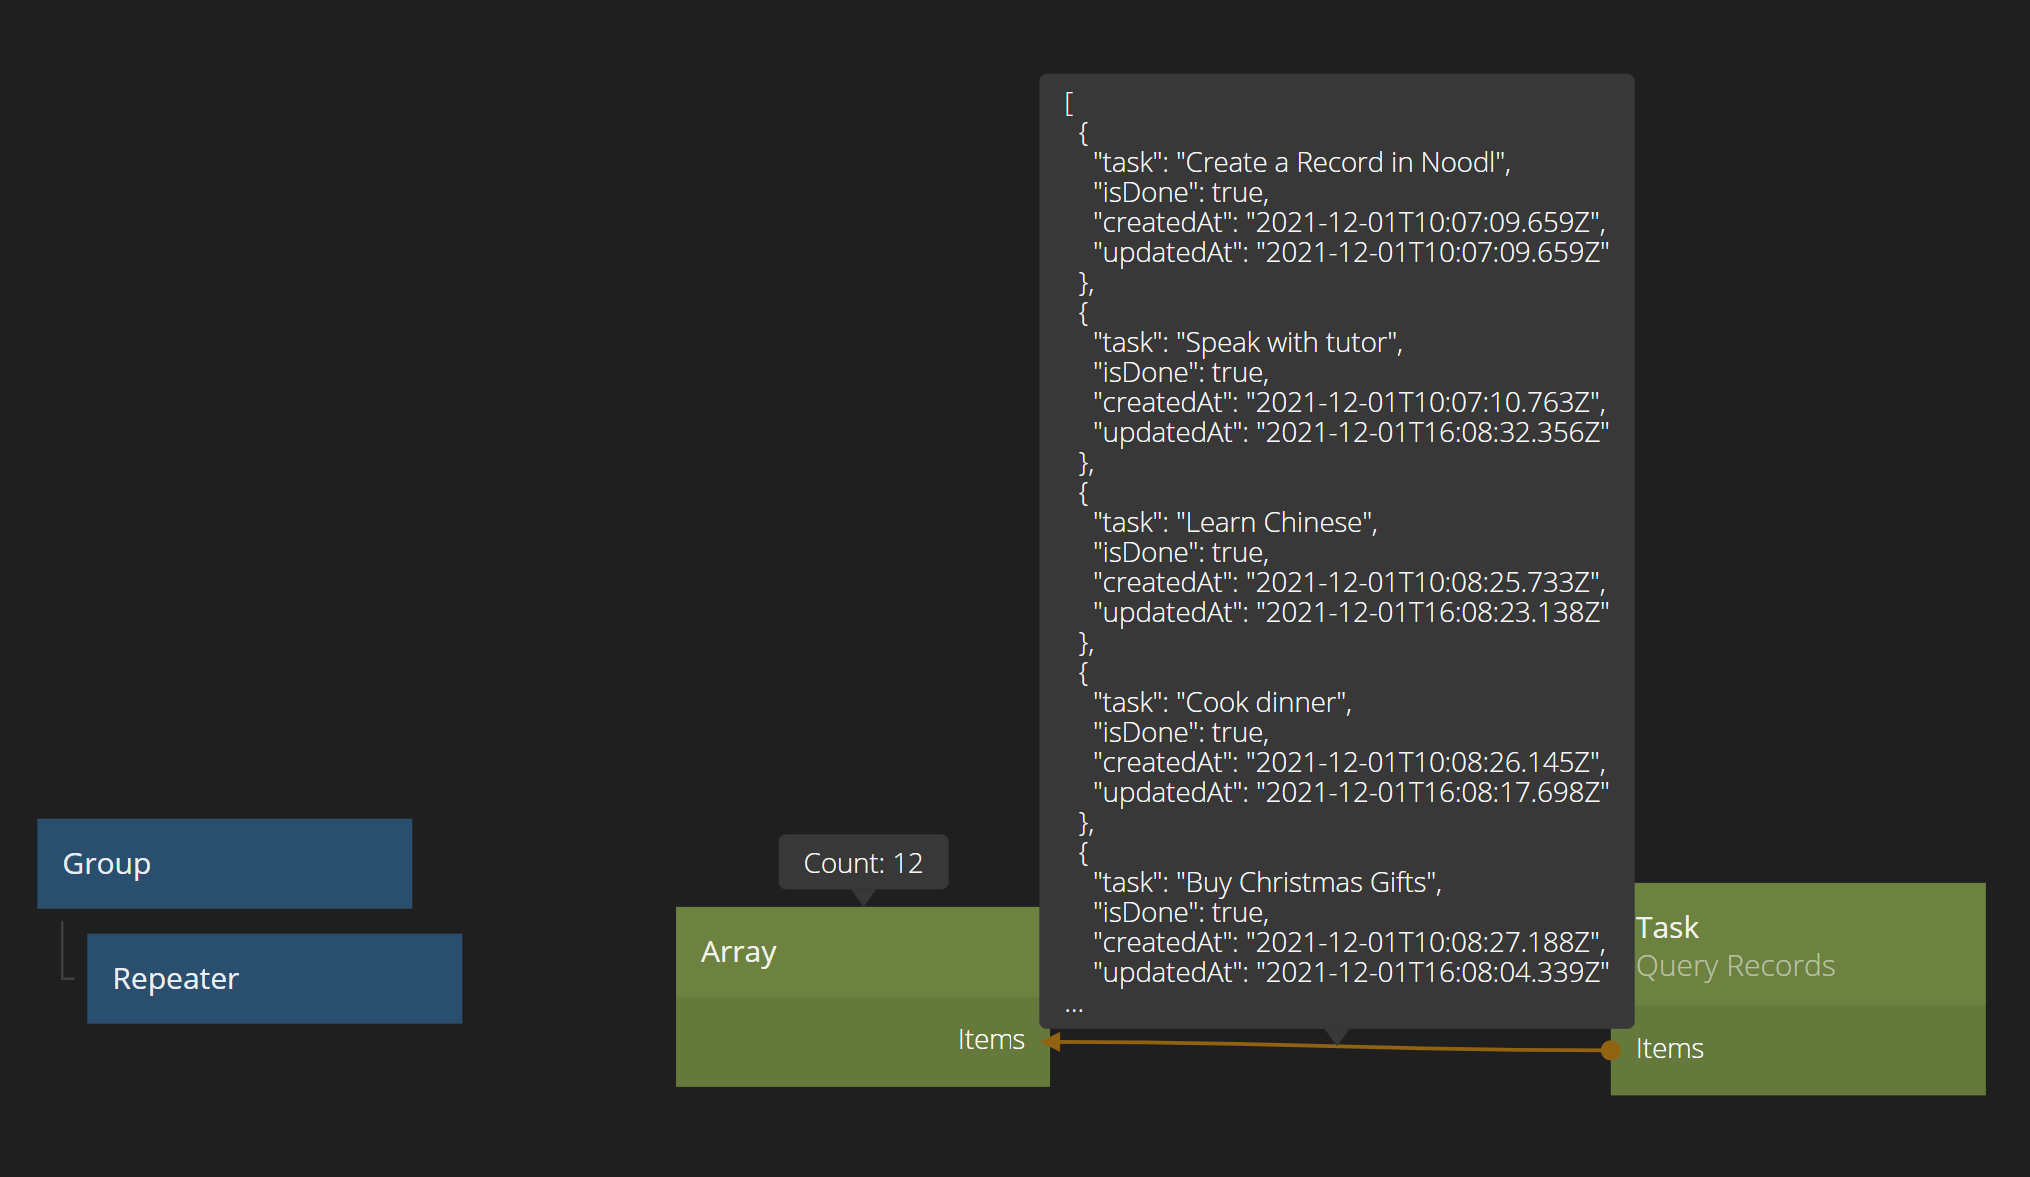 [
{
"task": "Create a Record in Noodl",
"isDone": true,
"createdAt": "2021-12-01T10:07:09.659Z",
"updatedAt": "2021-12-01T10:07:09.659Z"
},
{
"task": "Speak with tutor",
"isDone": true,
"createdAt": "2021-12-01T10:07:10.763Z",
"updatedAt": "2021-12-01T16:08:32.356Z"
},
{
"task": "Learn Chinese",
"isDone": true,
"createdAt": "2021-12-01T10:08:25.733Z",
"updatedAt": "2021-12-01T16:08:23.138Z"
},
{
"task": "Cook dinner",
"isDone": true,
"createdAt": "2021-12-01T10:08:26.145Z",
"updatedAt": "2021-12-01T16:08:17.698Z"
},
{
"task": "Buy Christmas Gifts",
"isDone": true,
"createdAt": "2021-12-01T10:08:27.188Z",
"updatedAt": "2021-12-01T16:08:04.339Z"
...
Group
Repeater
Count: 12
Array
Items
Task
Query Records
Items